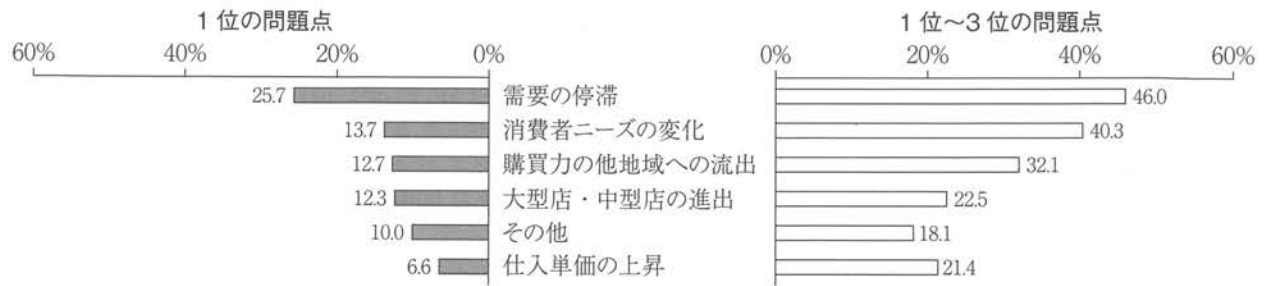 1位の問題点
1位～3位の問題点
60% 40% 20% 0%
0% 20% 40% 60%
25.7 需要の停滞 46.0
13.7 消費者ニーズの変化 40.3
12.7 購買力の他地域への流出 32.1
12.3 大型店・中型店の進出 22.5
10.0 その他 18.1
6.6 仕入単価の上昇 21.4